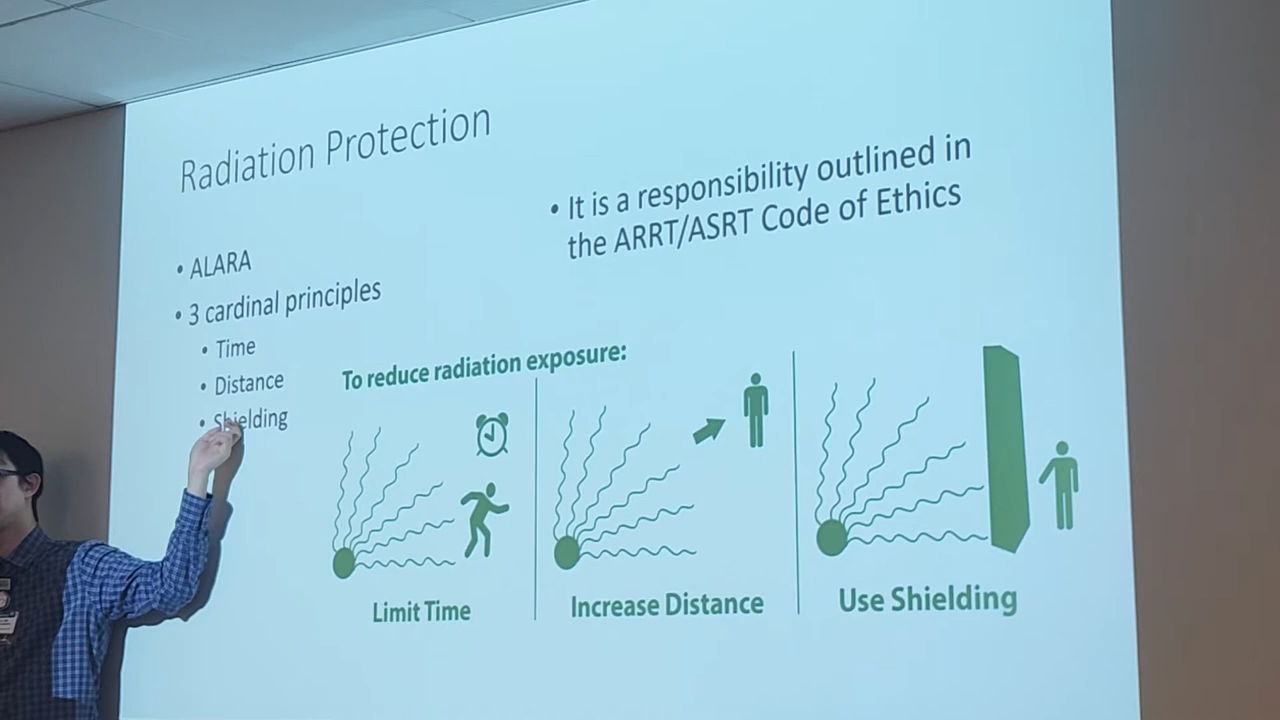 Radiation Protection
• ALARA
• 3 cardinal principles
• Time
• Distance
• Shielding
• It is a responsibility outlined in
the ARRT/ASRT Code of Ethics
To reduce radiation exposure:
Limit Time
Increase Distance
Use Shielding